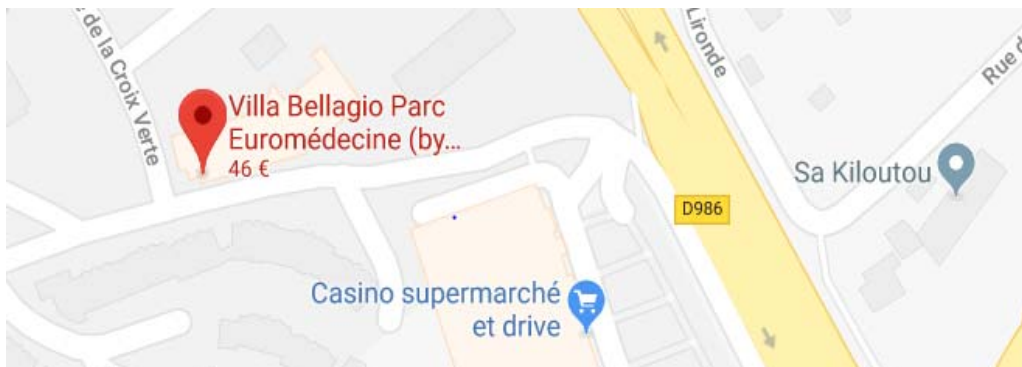 de la Croix Verte
Lironde
Rue d
Villa Bellagio Parc
Euromédecine (by...
46 €
Sa Kiloutou
D986
Casino supermarché
et drive